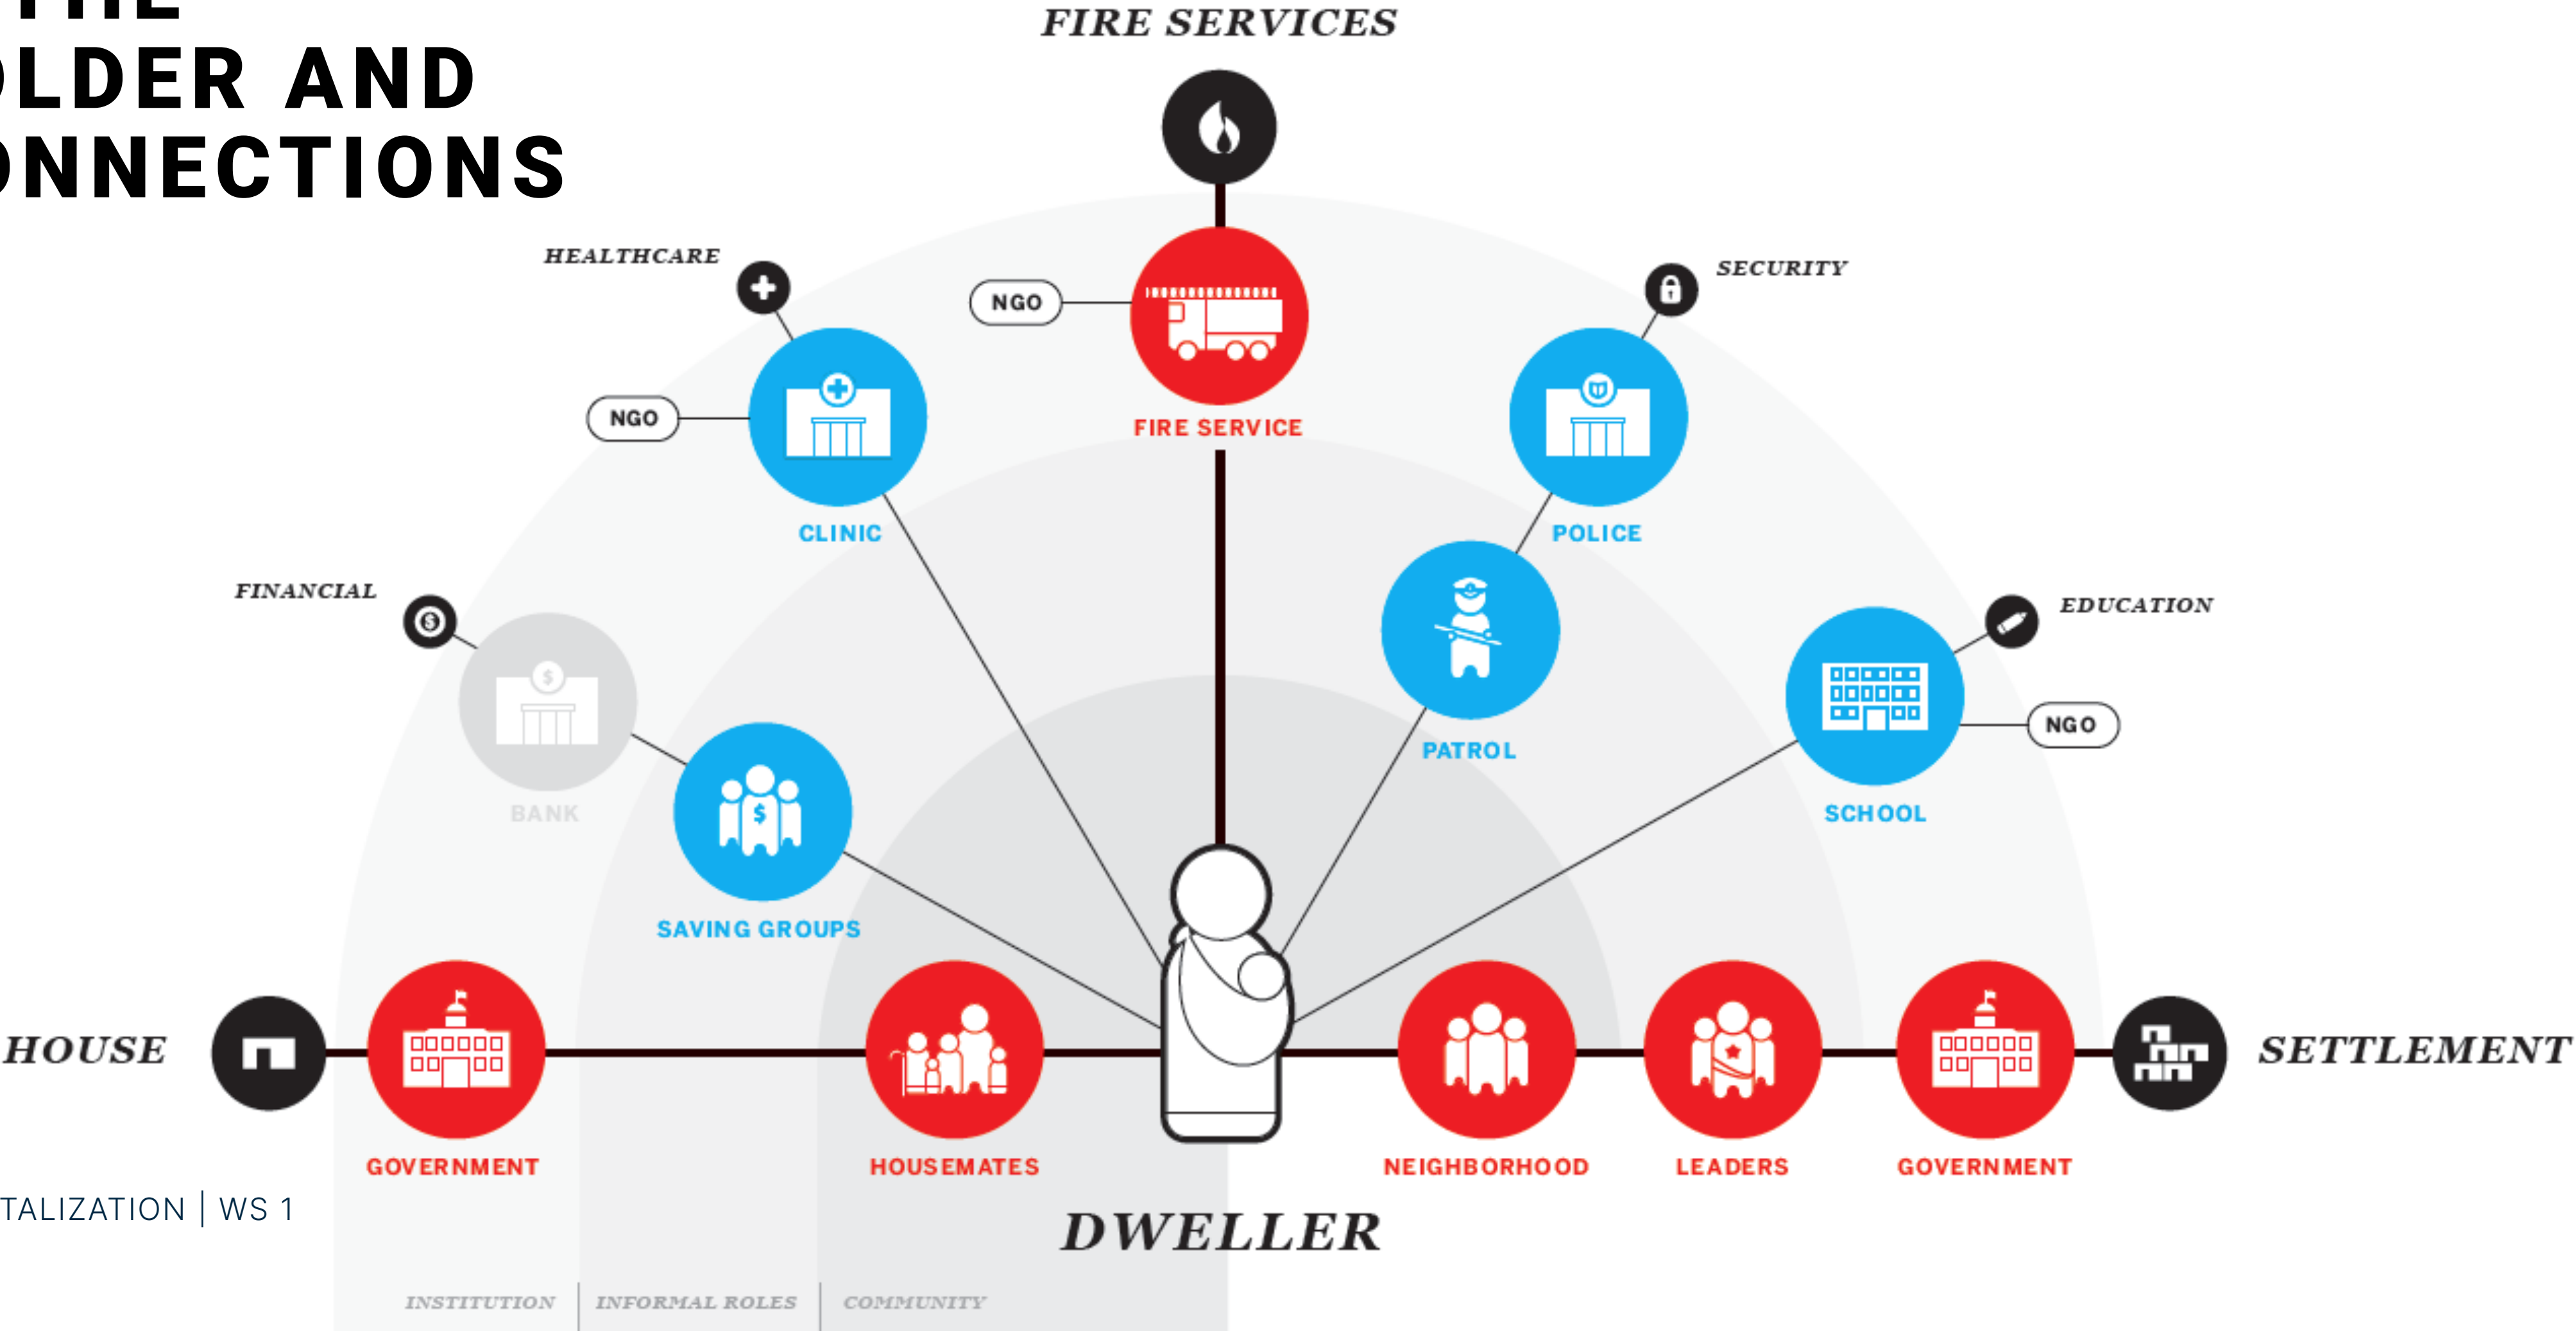 THE
OLDER AND
ONNECTIONS
FIRE SERVICES
HEALTHCARE
SECURITY
NGO
NGO
FIRE SERVICE
CLINIC
POLICE
FINANCIAL
EDUCATION
NGO
PATROL
BANK
SCHOOL
SAVING GROUPS
HOUSE
SETTLEMENT
GOVERNMENT
HOUSEMATES
NEIGHBORHOOD
LEADERS
GOVERNMENT
TALIZATION | WS 1
DWELLER
INSTITUTION
INFORMAL ROLES
COMMUNITY